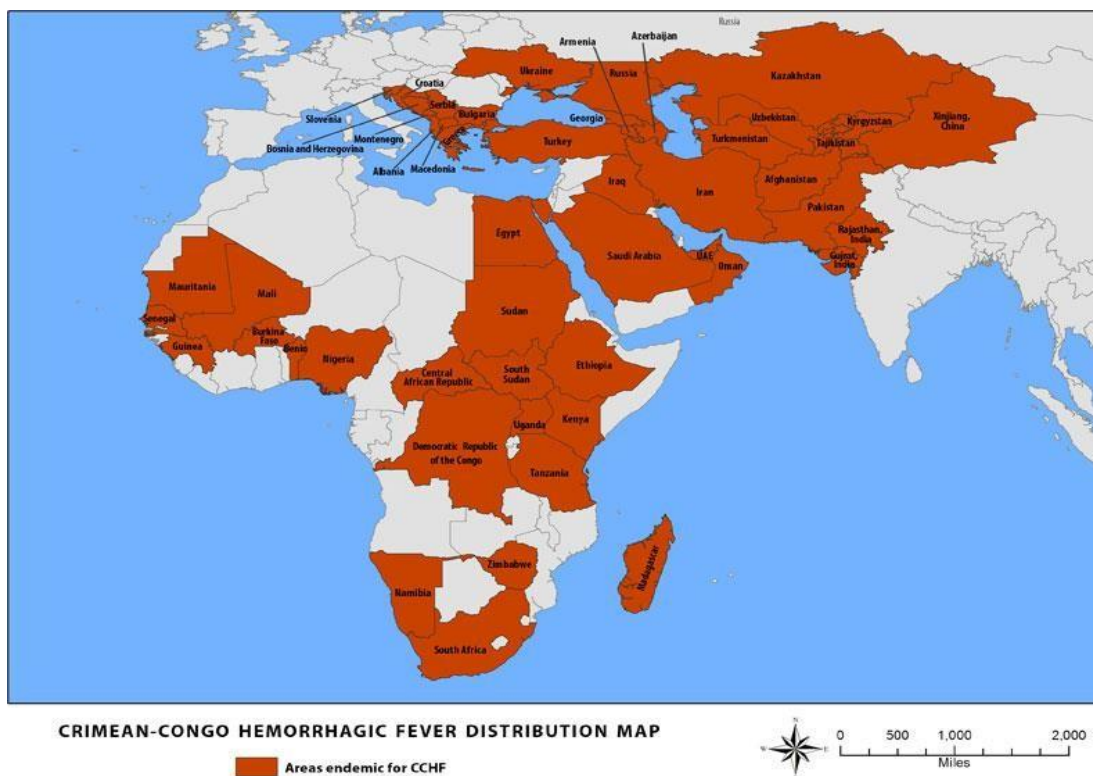 Russia
Armenia
Azerbaijan
Ukraine
Russia
Kazakhstan
Croatia
Serbia
Bulgaria
Slovenia
Georgia
Uzbekistan
Kyrgyzstan
Xinjiang,
China
Bosnia and Herzegovina
Montenegro
Greece
Turkey
Turkmenistan
Tajikistan
Albania
Macedonia
Iraq
Iran
Afghanistan
Pakistan
Egypt
Saudi Arabia
UAE
Oman
Rajasthan,
India
Gujrat,
India
Mauritania
Mali
Sudan
Senegal
Burkina
Faso
Guinea
Benin
Nigeria
Central
African Republic
South
Sudan
Ethiopia
Uganda
Kenya
Democratic Republic
of the Congo
Tanzania
Zimbabwe
Madagascar
Namibia
South Africa
CRIMEAN-CONGO HEMORRHAGIC FEVER DISTRIBUTION MAP
Areas endemic for CCHF
N
W
E
S
0 500 1,000 2,000
Miles